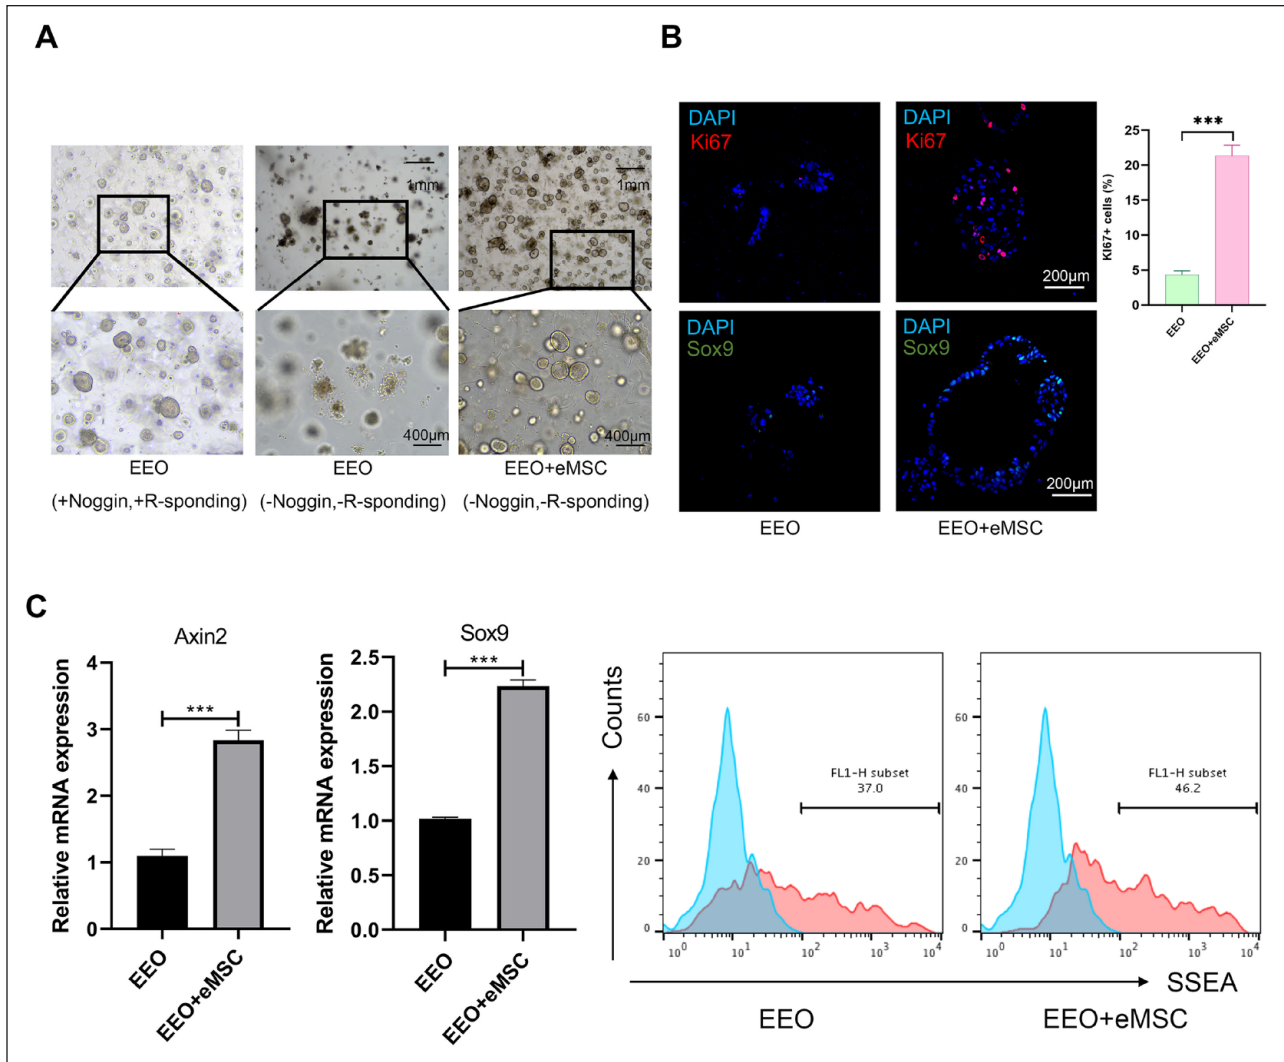 A
1mm
1mm
400μm
400μm
EEO
EEO
EEO+eMSC
(+Noggin,+R-sponding)
(-Noggin,-R-sponding)
(-Noggin,-R-sponding)
B
DAPI
Ki67
DAPI
Ki67
200μm
DAPI
Sox9
DAPI
Sox9
200μm
EEO
EEO+eMSC
***
KI67+ cells (%)
25
20
15
10
5
0
EEO
EEO+eMSC
C
Axin2
***
Relative mRNA expression
4
3
2
1
0
EEO
EEO+eMSC
Sox9
***
Relative mRNA expression
2.5
2.0
1.5
1.0
0.5
0.0
EEO
EEO+eMSC
Counts
60
40
20
0
FL1-H subset
37.0
10^0 10^1 10^2 10^3 10^4
60
40
20
0
FL1-H subset
46.2
10^0 10^1 10^2 10^3 10^4
SSEA
EEO
EEO+eMSC